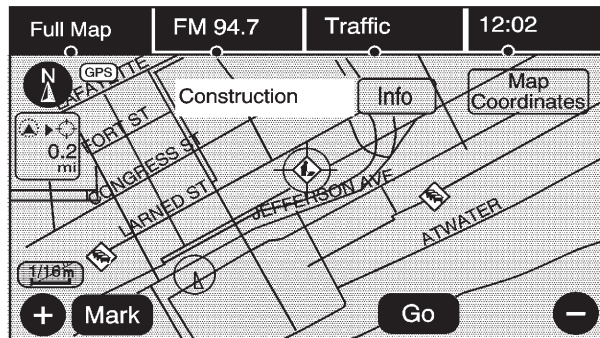 Full Map
FM 94.7
Traffic
12:02
N
GPS
LAFAYETTE
FORT ST
CONGRESS ST
LARNED ST
JEFFERSON AVE
ATWATER
Construction
Info
Map
Coordinates
0.2
mi
1/16m
+
Mark
Go
−